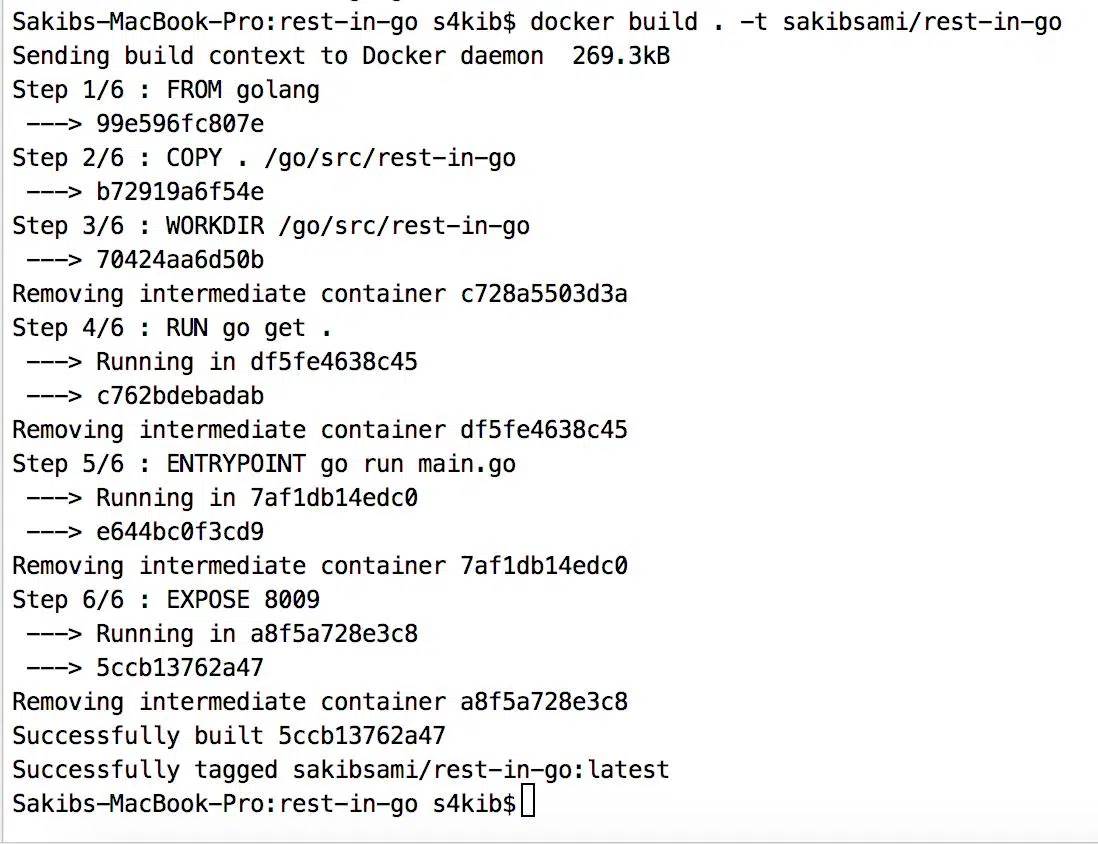 Sakibs-MacBook-Pro:rest-in-go s4kib$ docker build . -t sakibsami/rest-in-go
Sending build context to Docker daemon  269.3kB
Step 1/6 : FROM golang
 ---> 99e596fc807e
Step 2/6 : COPY . /go/src/rest-in-go
 ---> b72919a6f54e
Step 3/6 : WORKDIR /go/src/rest-in-go
 ---> 70424aa6d50b
Removing intermediate container c728a5503d3a
Step 4/6 : RUN go get .
 ---> Running in df5fe4638c45
 ---> c762bdebadab
Removing intermediate container df5fe4638c45
Step 5/6 : ENTRYPOINT go run main.go
 ---> Running in 7af1db14edc0
 ---> e644bc0f3cd9
Removing intermediate container 7af1db14edc0
Step 6/6 : EXPOSE 8009
 ---> Running in a8f5a728e3c8
 ---> 5ccb13762a47
Removing intermediate container a8f5a728e3c8
Successfully built 5ccb13762a47
Successfully tagged sakibsami/rest-in-go:latest
Sakibs-MacBook-Pro:rest-in-go s4kib$